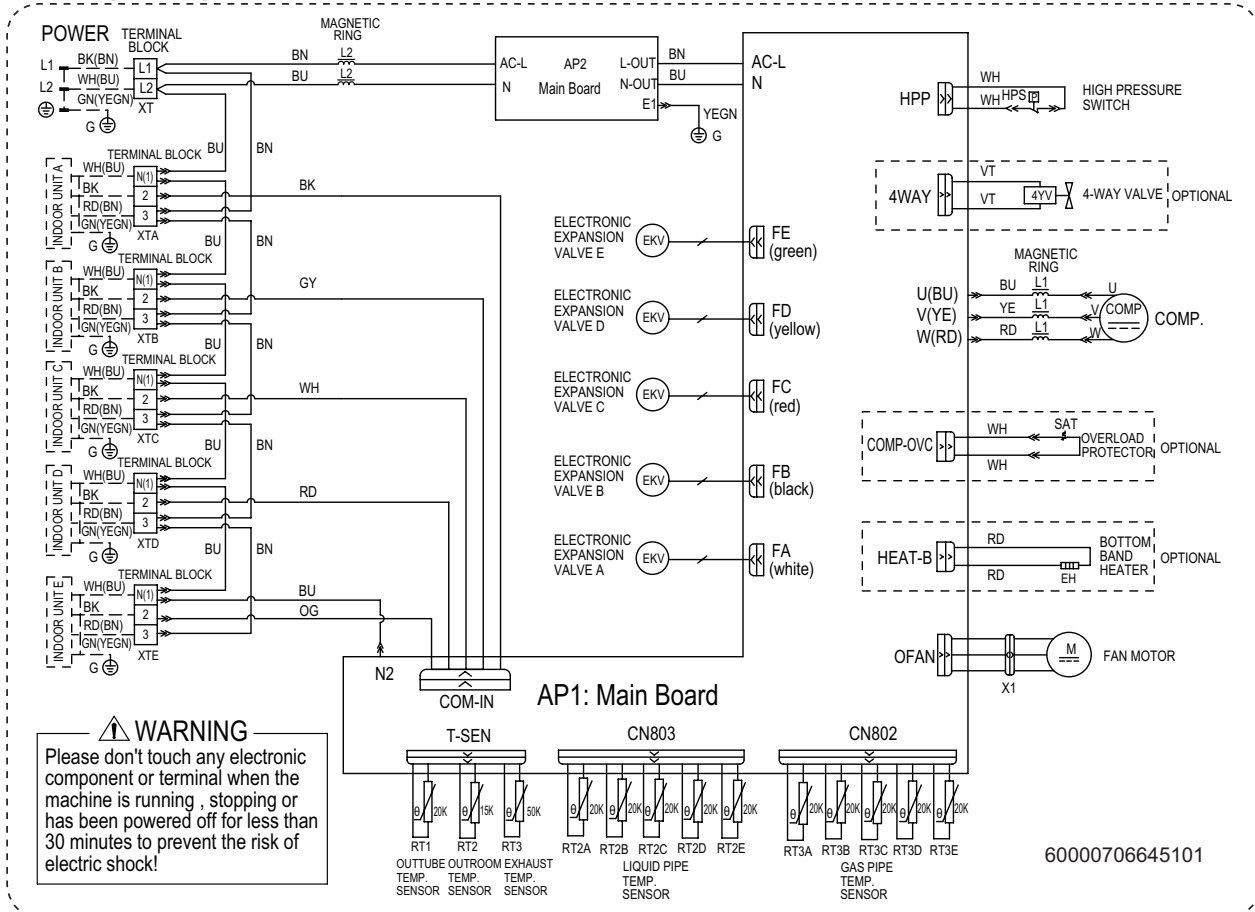 POWER
TERMINAL
BLOCK
L1
BK(BN)
L1
L2
WH(BU)
L2
GN(YEGN)
XT
G
BN
BU
MAGNETIC
RING
L2
L2
AC-L
N
AP2
Main Board
L-OUT
N-OUT
E1
BN
BU
YEGN
G
AC-L
N
BU
BN
INDOOR UNIT A
TERMINAL BLOCK
WH(BU)
N(1)
BK
2
RD(BN)
3
GN(YEGN)
XTA
G
BK
BU
BN
INDOOR UNIT B
TERMINAL BLOCK
WH(BU)
N(1)
BK
2
RD(BN)
3
GN(YEGN)
XTB
G
GY
BU
BN
INDOOR UNIT C
TERMINAL BLOCK
WH(BU)
N(1)
BK
2
RD(BN)
3
GN(YEGN)
XTC
G
WH
BU
BN
INDOOR UNIT D
TERMINAL BLOCK
WH(BU)
N(1)
BK
2
RD(BN)
3
GN(YEGN)
XTD
G
RD
BU
BN
INDOOR UNIT E
TERMINAL BLOCK
WH(BU)
N(1)
BK
2
RD(BN)
3
GN(YEGN)
XTE
G
BU
OG
N2
COM-IN
ELECTRONIC
EXPANSION
VALVE E
EKV
FE
(green)
ELECTRONIC
EXPANSION
VALVE D
EKV
FD
(yellow)
ELECTRONIC
EXPANSION
VALVE C
EKV
FC
(red)
ELECTRONIC
EXPANSION
VALVE B
EKV
FB
(black)
ELECTRONIC
EXPANSION
VALVE A
EKV
FA
(white)
HPP
WH
WH
HPS
P
HIGH PRESSURE
SWITCH
4WAY
VT
VT
4YV
4-WAY VALVE
OPTIONAL
MAGNETIC
RING
U(BU)
BU
L1
U
V(YE)
YE
L1
V
W(RD)
RD
L1
W
COMP
COMP.
COMP-OVC
WH
WH
SAT
OVERLOAD
PROTECTOR
OPTIONAL
HEAT-B
RD
RD
EH
BOTTOM
BAND
HEATER
OPTIONAL
OFAN
X1
M
FAN MOTOR
AP1: Main Board
T-SEN
CN803
CN802
θ 20K
θ 15K
θ 50K
θ 20K
θ 20K
θ 20K
θ 20K
θ 20K
θ 20K
θ 20K
θ 20K
θ 20K
θ 20K
RT1
RT2
RT3
RT2A
RT2B
RT2C
RT2D
RT2E
RT3A
RT3B
RT3C
RT3D
RT3E
OUTTUBE
TEMP.
SENSOR
OUTROOM
TEMP.
SENSOR
EXHAUST
TEMP.
SENSOR
LIQUID PIPE
TEMP.
SENSOR
GAS PIPE
TEMP.
SENSOR
WARNING
Please don't touch any electronic
component or terminal when the
machine is running , stopping or
has been powered off for less than
30 minutes to prevent the risk of
electric shock!
60000706645101